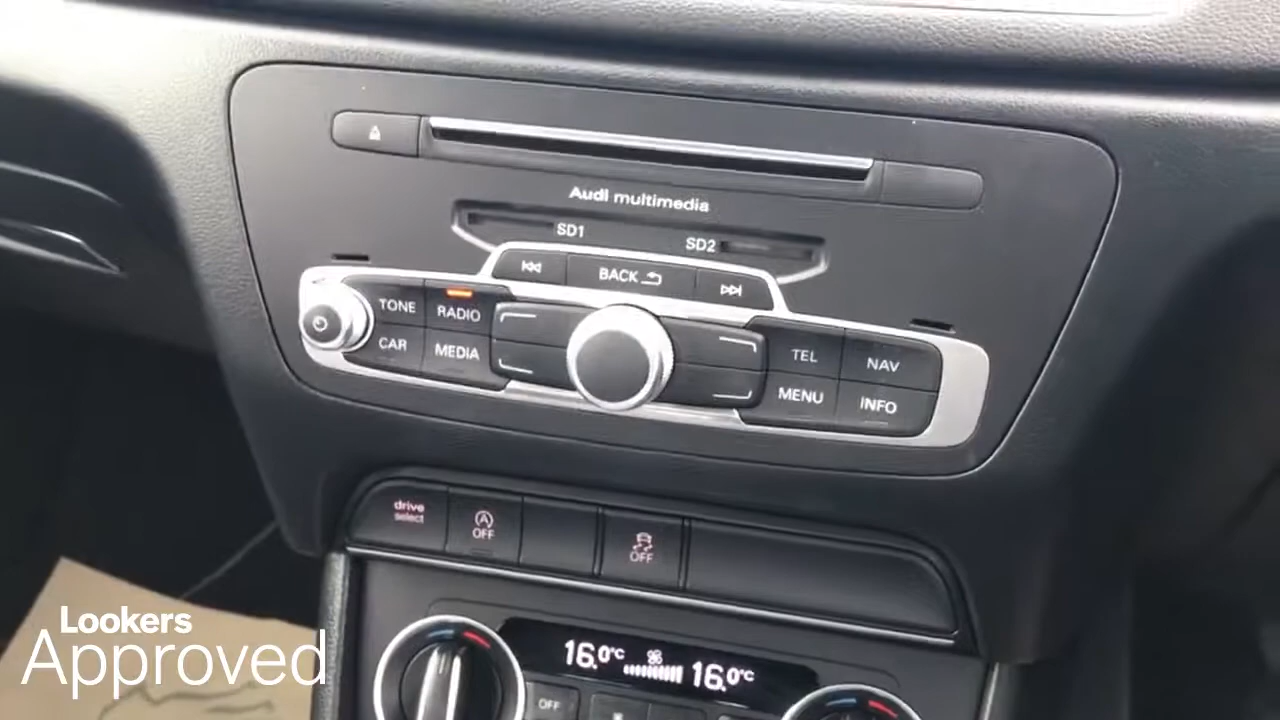 Audi multimedia
SD1
SD2
BACK
TONE
RADIO
CAR
MEDIA
TEL
NAV
MENU
INFO
drive
select
OFF
OFF
16.0°C
16.0°C
OFF
Lookers
Approved